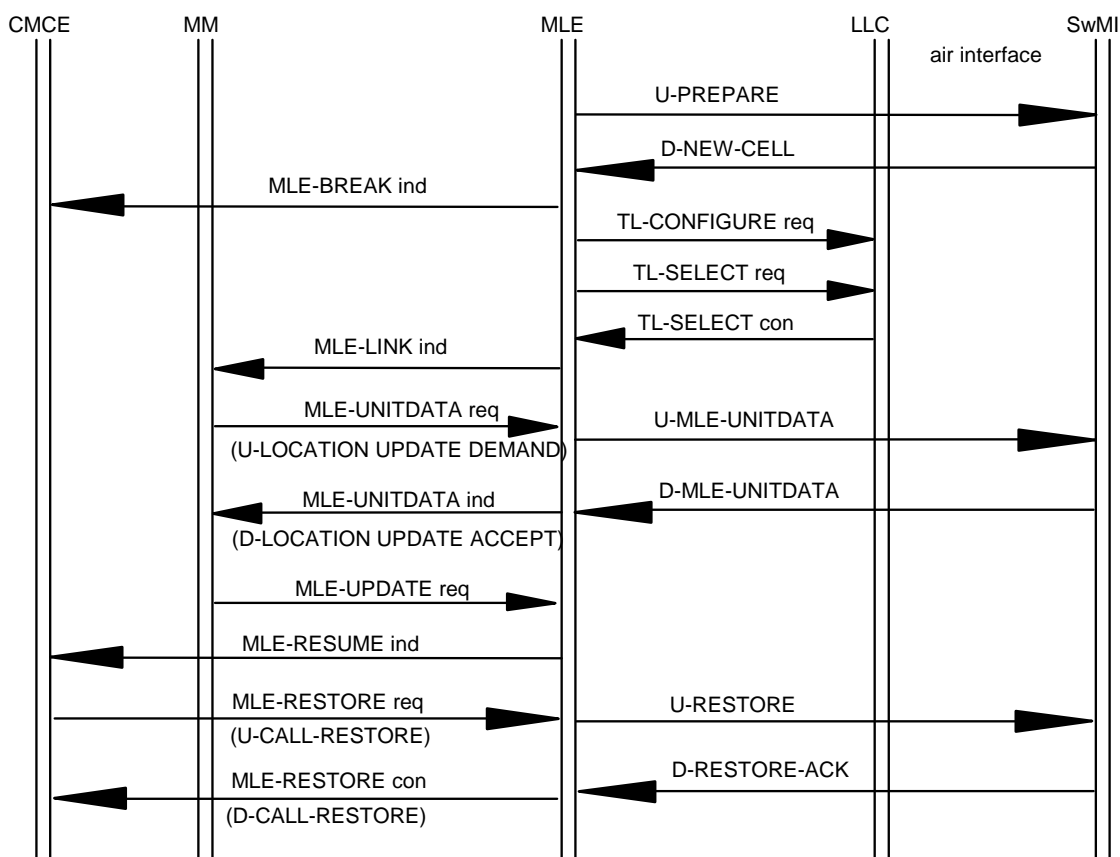 CMCE MM MLE LLC SwMI
air interface
U-PREPARE
D-NEW-CELL
MLE-BREAK ind
TL-CONFIGURE req
TL-SELECT req
TL-SELECT con
MLE-LINK ind
MLE-UNITDATA req
U-MLE-UNITDATA
(U-LOCATION UPDATE DEMAND)
D-MLE-UNITDATA
MLE-UNITDATA ind
(D-LOCATION UPDATE ACCEPT)
MLE-UPDATE req
MLE-RESUME ind
MLE-RESTORE req
U-RESTORE
(U-CALL-RESTORE)
D-RESTORE-ACK
MLE-RESTORE con
(D-CALL-RESTORE)